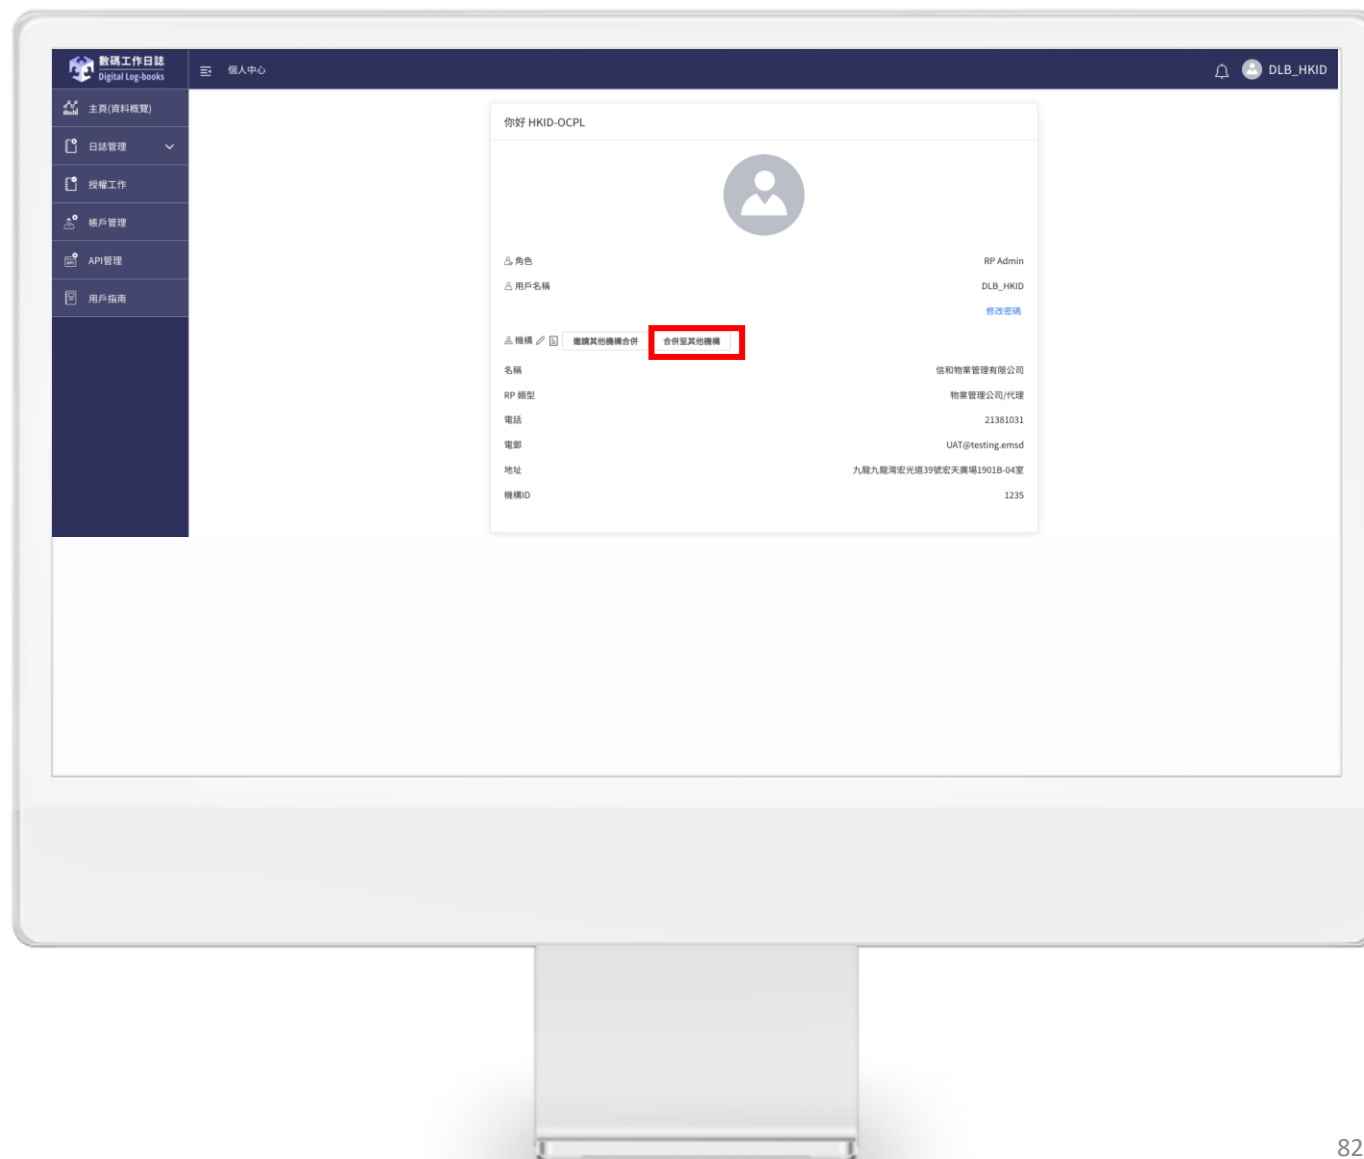 數碼工作日誌
Digital Log-books
個人中心
DLB_HKID
主頁(資料概覽)
日誌管理
授權工作
帳戶管理
API管理
用戶指南
你好 HKID-OCPL
角色 RP Admin
用戶名稱 DLB_HKID
修改密碼
機構 邀請其他機構合併 合併至其他機構
名稱 信和物業管理有限公司
RP 類型 物業管理公司/代理
電話 21381031
電郵 UAT@testing.emsd
地址 九龍九龍灣宏光道39號宏天廣場1901B-04室
機構ID 1235
82